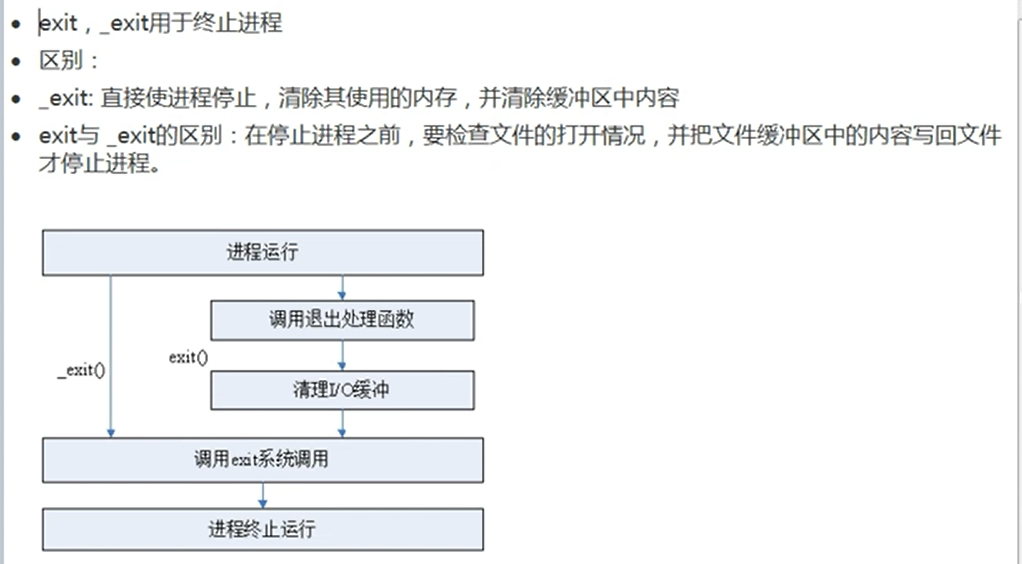 exit，_exit用于终止进程
区别：
_exit: 直接使进程停止，清除其使用的内存，并清除缓冲区中内容
exit与 _exit的区别：在停止进程之前，要检查文件的打开情况，并把文件缓冲区中的内容写回文件
才停止进程。
进程运行
调用退出处理函数
exit()
_exit()
清理I/O缓冲
调用exit系统调用
进程终止运行